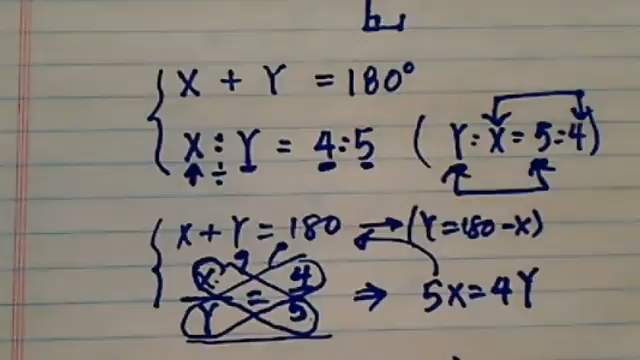 b
X + Y = 180°
X : Y = 4 : 5 ( Y : X = 5 : 4 )
÷
X + Y = 180 → (Y = 180 - X)
X/Y = 4/5 ⇒ 5X = 4Y